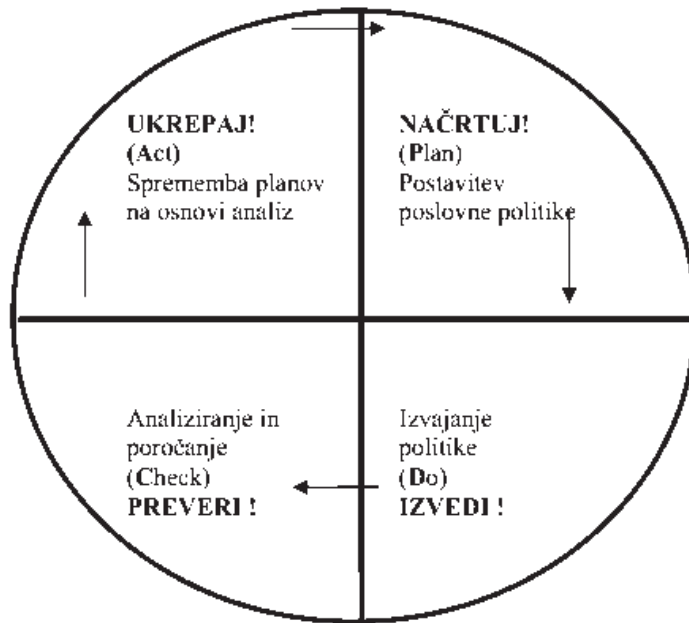 UKREPAJ!
(Act)
Sprememba planov
na osnovi analiz
NAČRTUJ!
(Plan)
Postavitev
poslovne politike
Analiziranje in
poročanje
(Check)
PREVERI !
Izvajanje
politike
(Do)
IZVEDI !